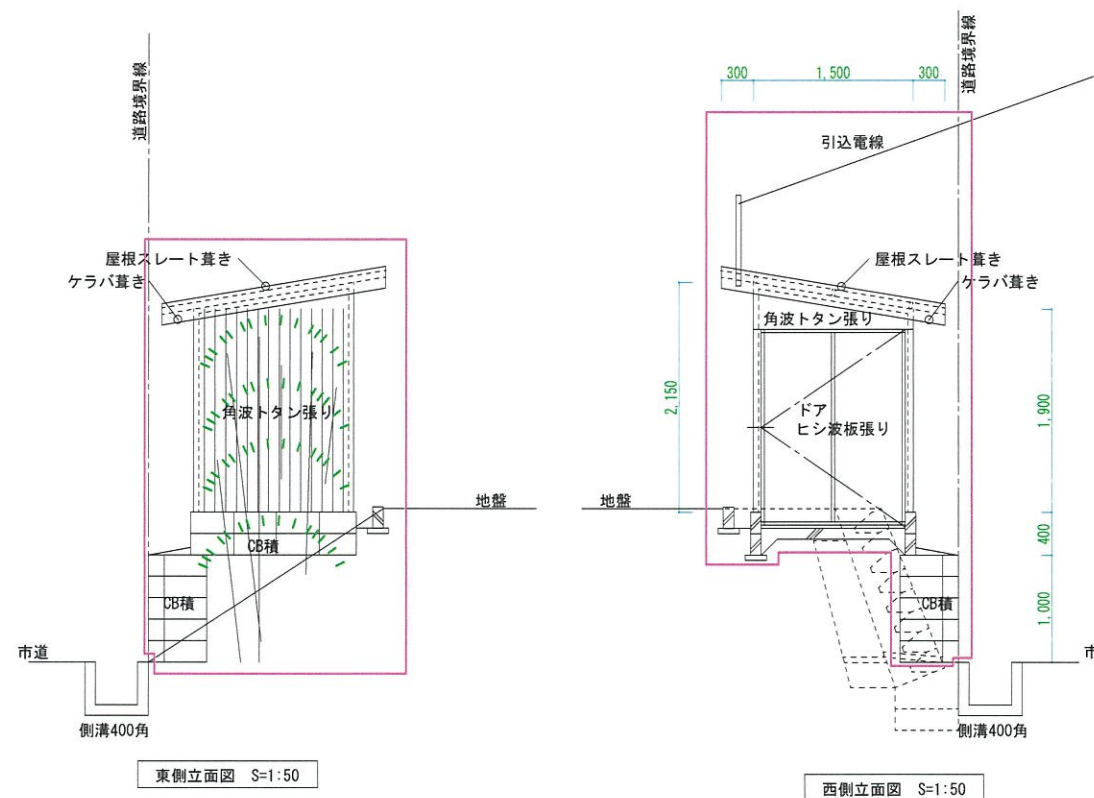 道路境界線
屋根スレート葺き
ケラバ葺き
角波トタン張り
地盤
CB積
CB積
市道
側溝400角
東側立面図 S=1:50
300
1,500
300
道路境界線
引込電線
屋根スレート葺き
ケラバ葺き
角波トタン張り
2,150
ドア
ヒシ波板張り
1,900
地盤
400
CB積
1,000
市
側溝400角
西側立面図 S=1:50